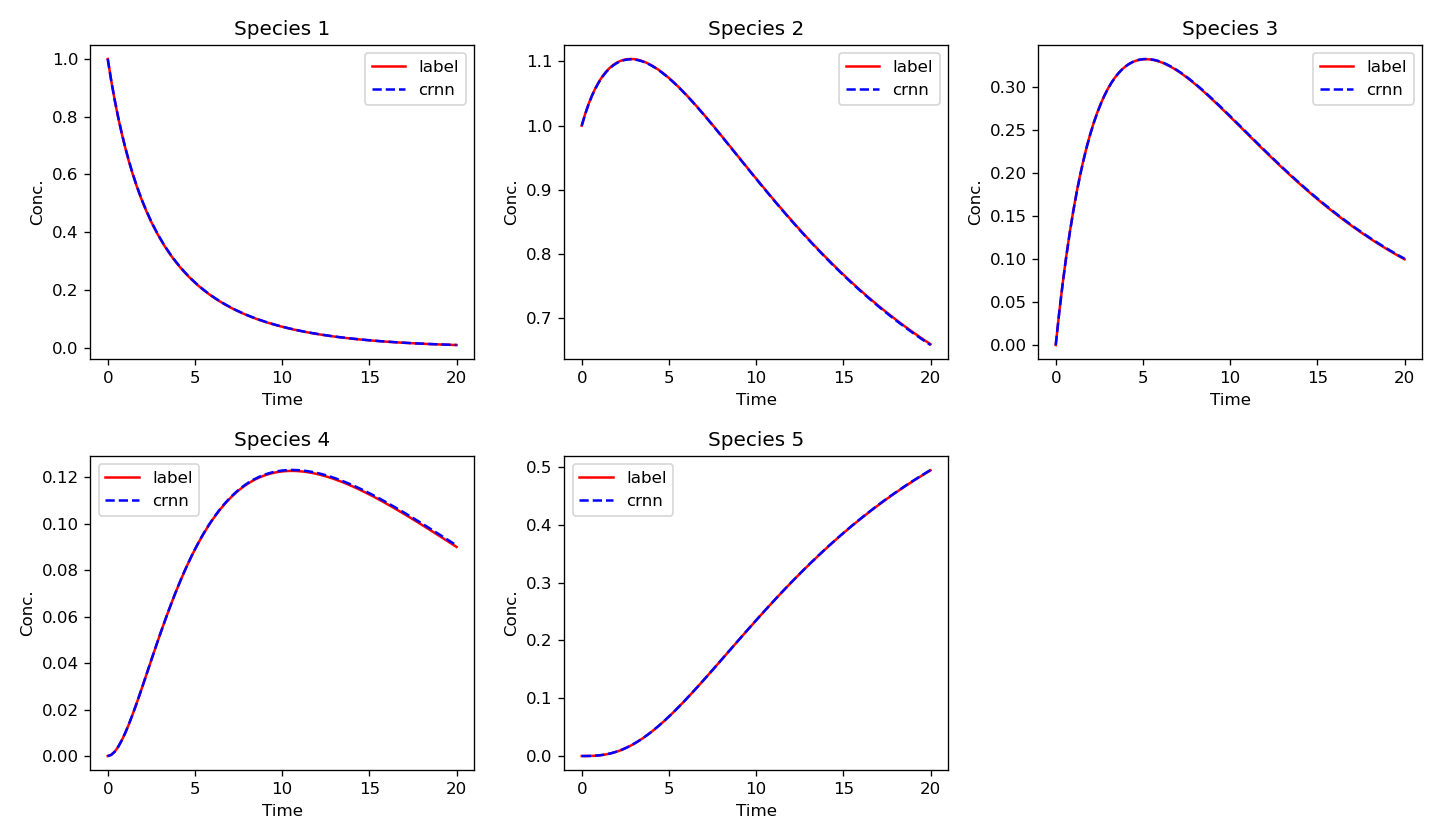 Species 1
1.0
0.8
0.6
0.4
0.2
0.0
Conc.
label
crnn
0 5 10 15 20
Time
Species 2
1.1
1.0
0.9
0.8
0.7
Conc.
label
crnn
0 5 10 15 20
Time
Species 3
0.30
0.25
0.20
0.15
0.10
0.05
0.00
Conc.
label
crnn
0 5 10 15 20
Time
Species 4
0.12
0.10
0.08
0.06
0.04
0.02
0.00
Conc.
label
crnn
0 5 10 15 20
Time
Species 5
0.5
0.4
0.3
0.2
0.1
0.0
Conc.
label
crnn
0 5 10 15 20
Time